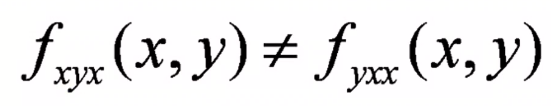 f_{xyx}(x, y) ≠ f_{yxx}(x, y)